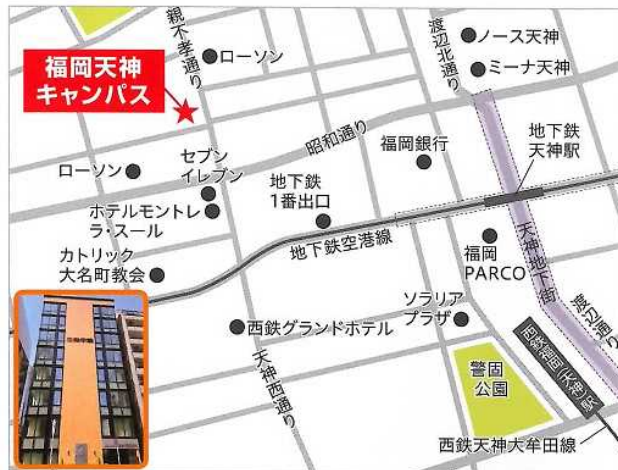 親不孝通り
ローソン
渡辺北通り
ノース天神
ミーナ天神
福岡天神
キャンパス
昭和通り
福岡銀行
地下鉄
天神駅
ローソン
セブン
イレブン
地下鉄
1番出口
ホテルモントレ
ラ・スール
カトリック
大名町教会
地下鉄空港線
福岡
PARCO
天神地下街
渡辺通り
ソラリア
プラザ
西鉄グランドホテル
天神西通り
警固
公園
西鉄福岡(天神)駅
西鉄天神大牟田線